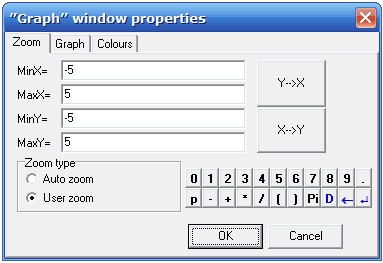 "Graph" window properties
Zoom Graph Colours
MinX= -5
MaxX= 5
MinY= -5
MaxY= 5
Y-->X
X-->Y
Zoom type
Auto zoom
User zoom
0 1 2 3 4 5 6 7 8 9 .
p - + * / ( ) Pi D ← ↵
OK Cancel